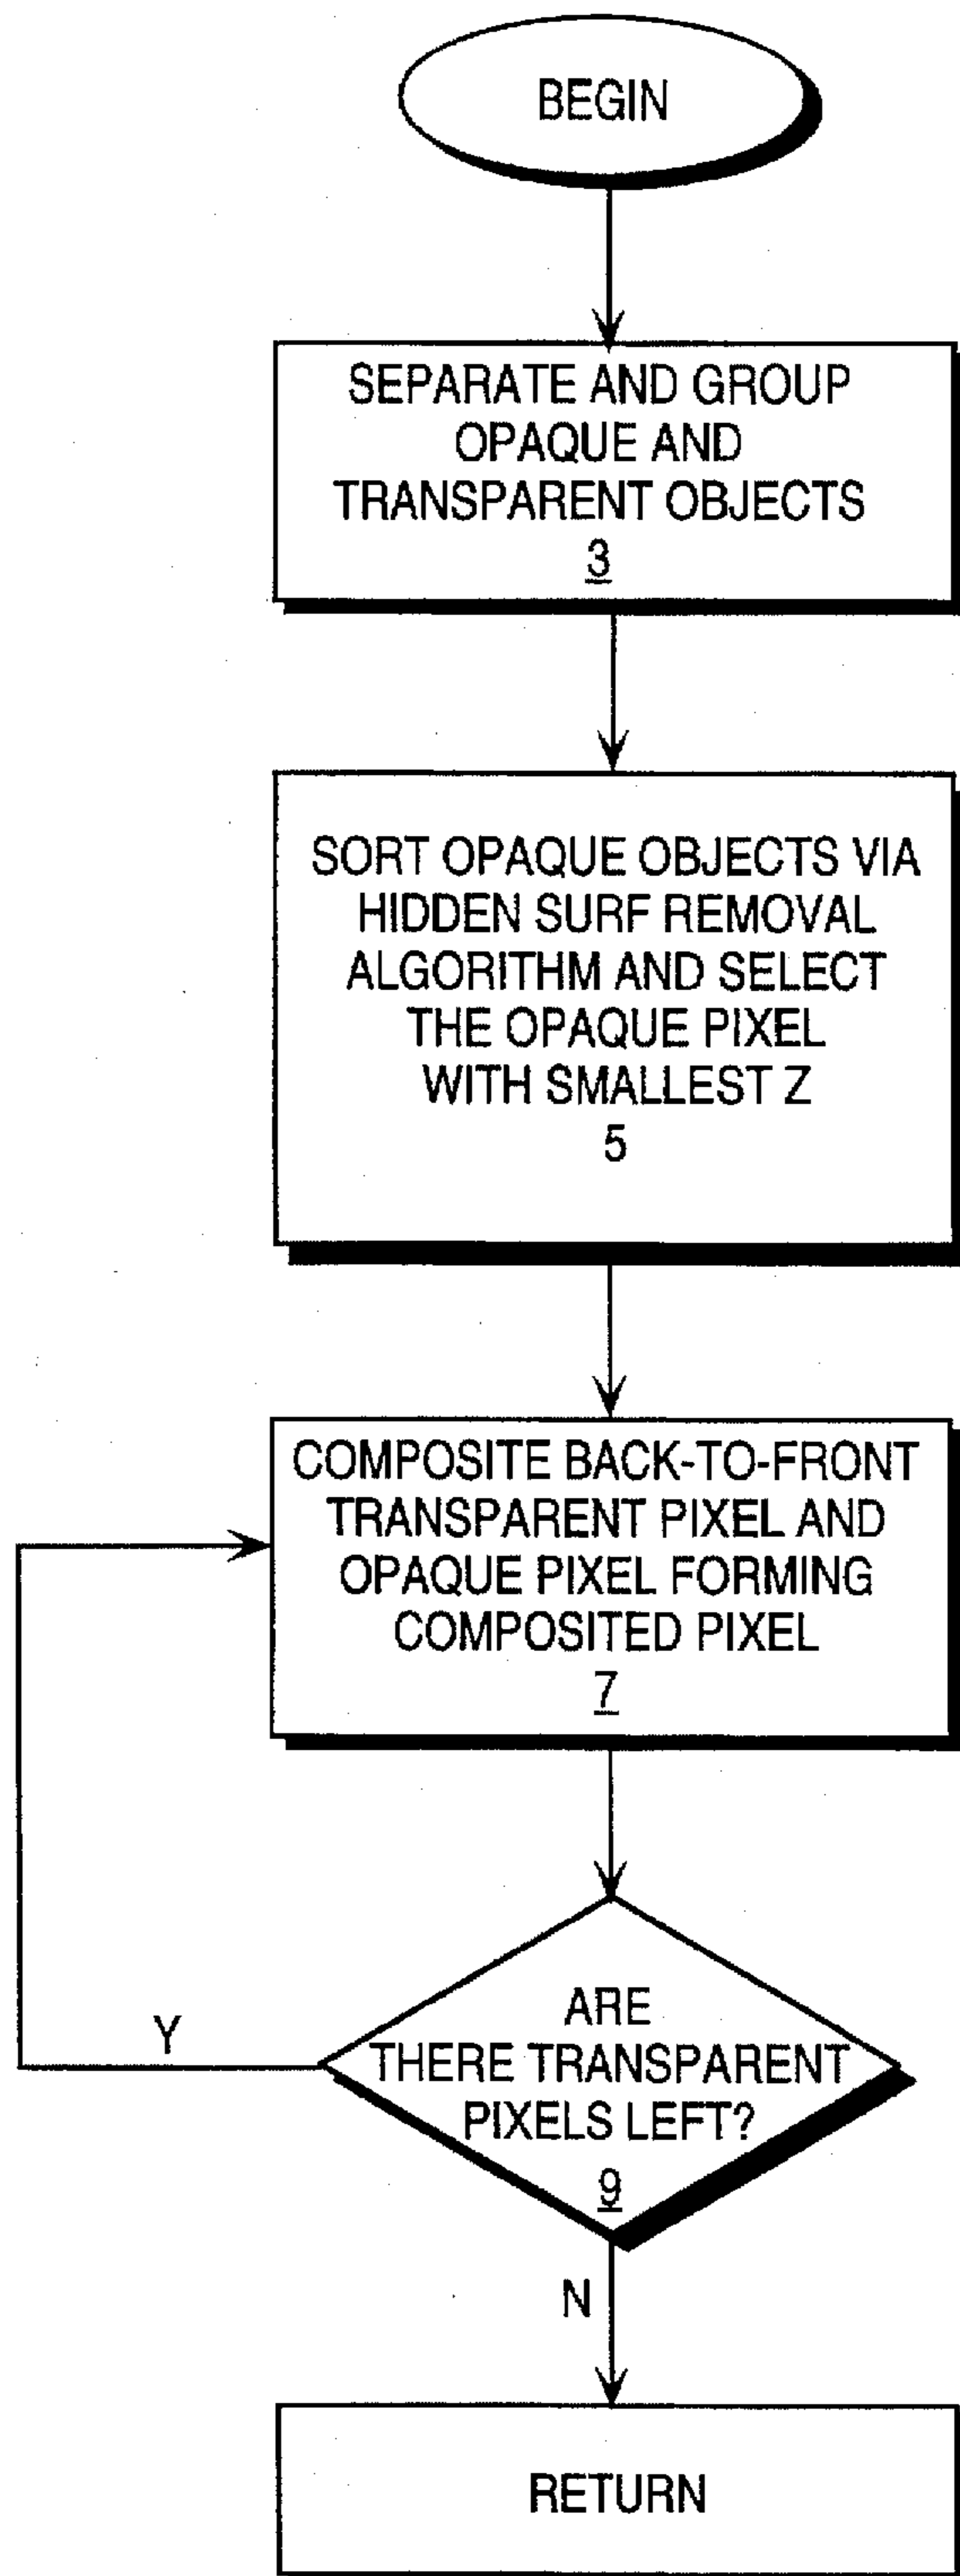 BEGIN
SEPARATE AND GROUP
OPAQUE AND
TRANSPARENT OBJECTS
3
SORT OPAQUE OBJECTS VIA
HIDDEN SURF REMOVAL
ALGORITHM AND SELECT
THE OPAQUE PIXEL
WITH SMALLEST Z
5
COMPOSITE BACK-TO-FRONT
TRANSPARENT PIXEL AND
OPAQUE PIXEL FORMING
COMPOSITED PIXEL
7
ARE
THERE TRANSPARENT
PIXELS LEFT?
9
Y
N
RETURN